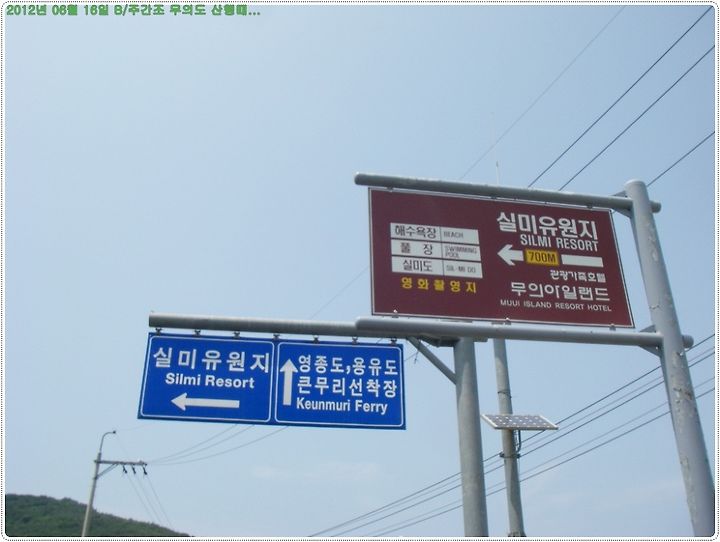 2012년 06월 16일 B/주간조 무의도 산행때...
해수욕장 BEACH
풀 장 SWIMMING POOL
실미도 SIL-MI DO
영화촬영지
실미유원지
SILMI RESORT
700M
관광가족호텔
무의아일랜드
MUUI ISLAND RESORT HOTEL
실미유원지
Silmi Resort
영종도,용유도
큰무리선착장
Keunmuri Ferry